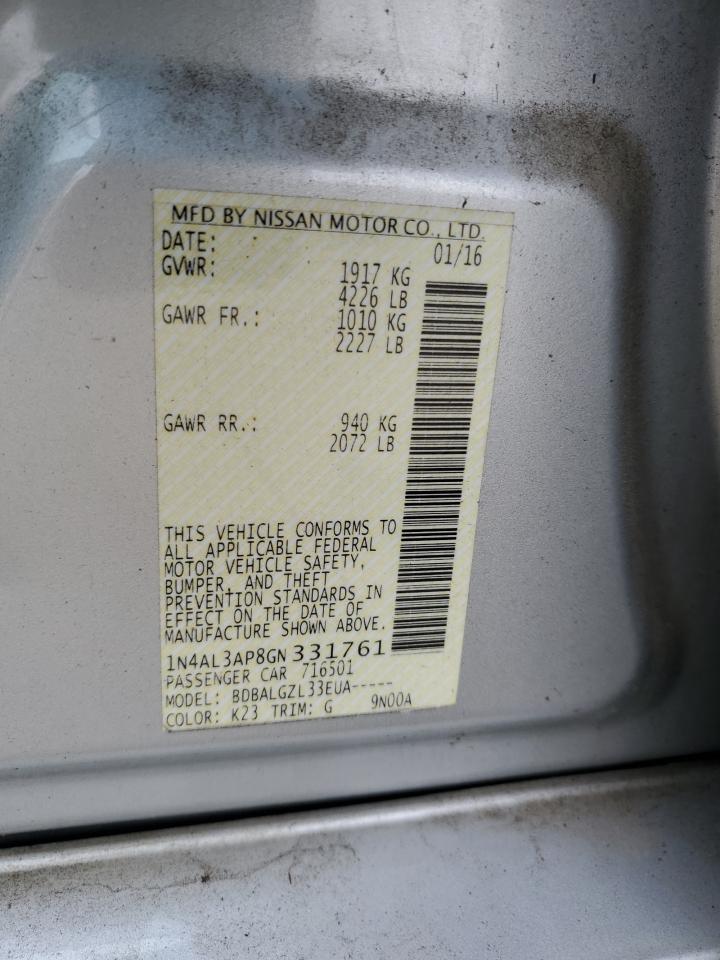 MFD BY NISSAN MOTOR CO., LTD.
DATE: 01/16
GVWR: 1917 KG
4226 LB
GAWR FR.: 1010 KG
2227 LB
GAWR RR.: 940 KG
2072 LB
THIS VEHICLE CONFORMS TO
ALL APPLICABLE FEDERAL
MOTOR VEHICLE SAFETY,
BUMPER, AND THEFT
PREVENTION STANDARDS IN
EFFECT ON THE DATE OF
MANUFACTURE SHOWN ABOVE.
1N4AL3AP8GN331761
PASSENGER CAR 716501
MODEL: BDBALGZL33EUA-----
COLOR: K23 TRIM: G 9N00A